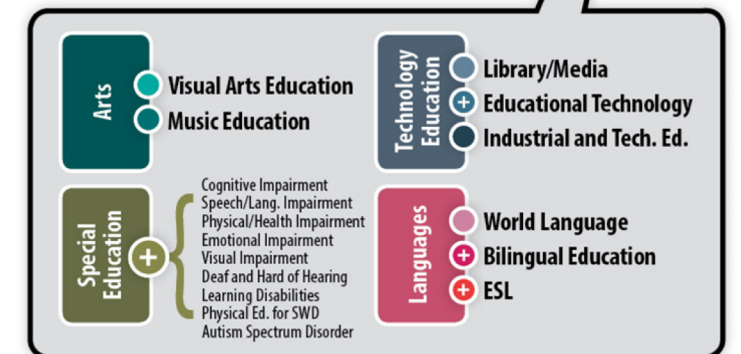 Arts
Visual Arts Education
Music Education
Technology
Education
Library/Media
+ Educational Technology
Industrial and Tech. Ed.
Special
Education
+
Cognitive Impairment
Speech/Lang. Impairment
Physical/Health Impairment
Emotional Impairment
Visual Impairment
Deaf and Hard of Hearing
Learning Disabilities
Physical Ed. for SWD
Autism Spectrum Disorder
Languages
World Language
+ Bilingual Education
+ ESL